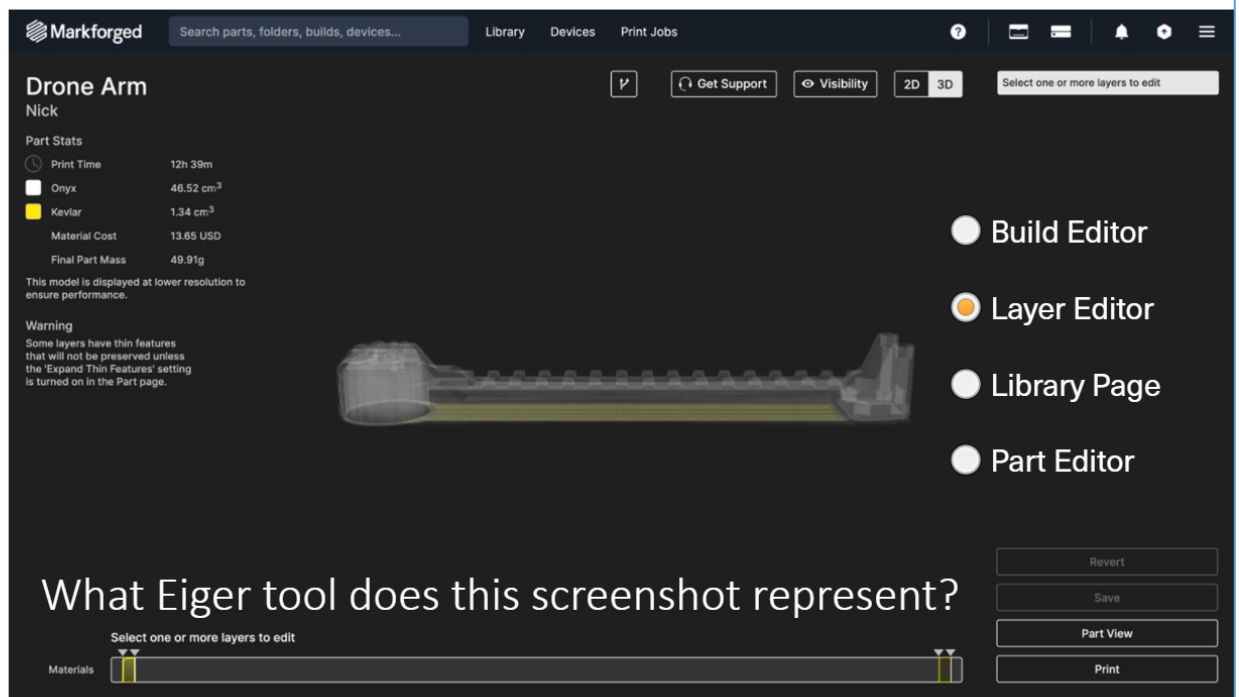 Markforged
Search parts, folders, builds, devices...
Library
Devices
Print Jobs
Drone Arm
Nick
Get Support
Visibility
2D
3D
Select one or more layers to edit
Part Stats
Print Time 12h 39m
Onyx 46.52 cm³
Kevlar 1.34 cm³
Material Cost 13.65 USD
Final Part Mass 49.91g
This model is displayed at lower resolution to
ensure performance.
Warning
Some layers have thin features
that will not be preserved unless
the 'Expand Thin Features' setting
is turned on in the Part page.
Build Editor
Layer Editor
Library Page
Part Editor
What Eiger tool does this screenshot represent?
Revert
Save
Part View
Print
Select one or more layers to edit
Materials